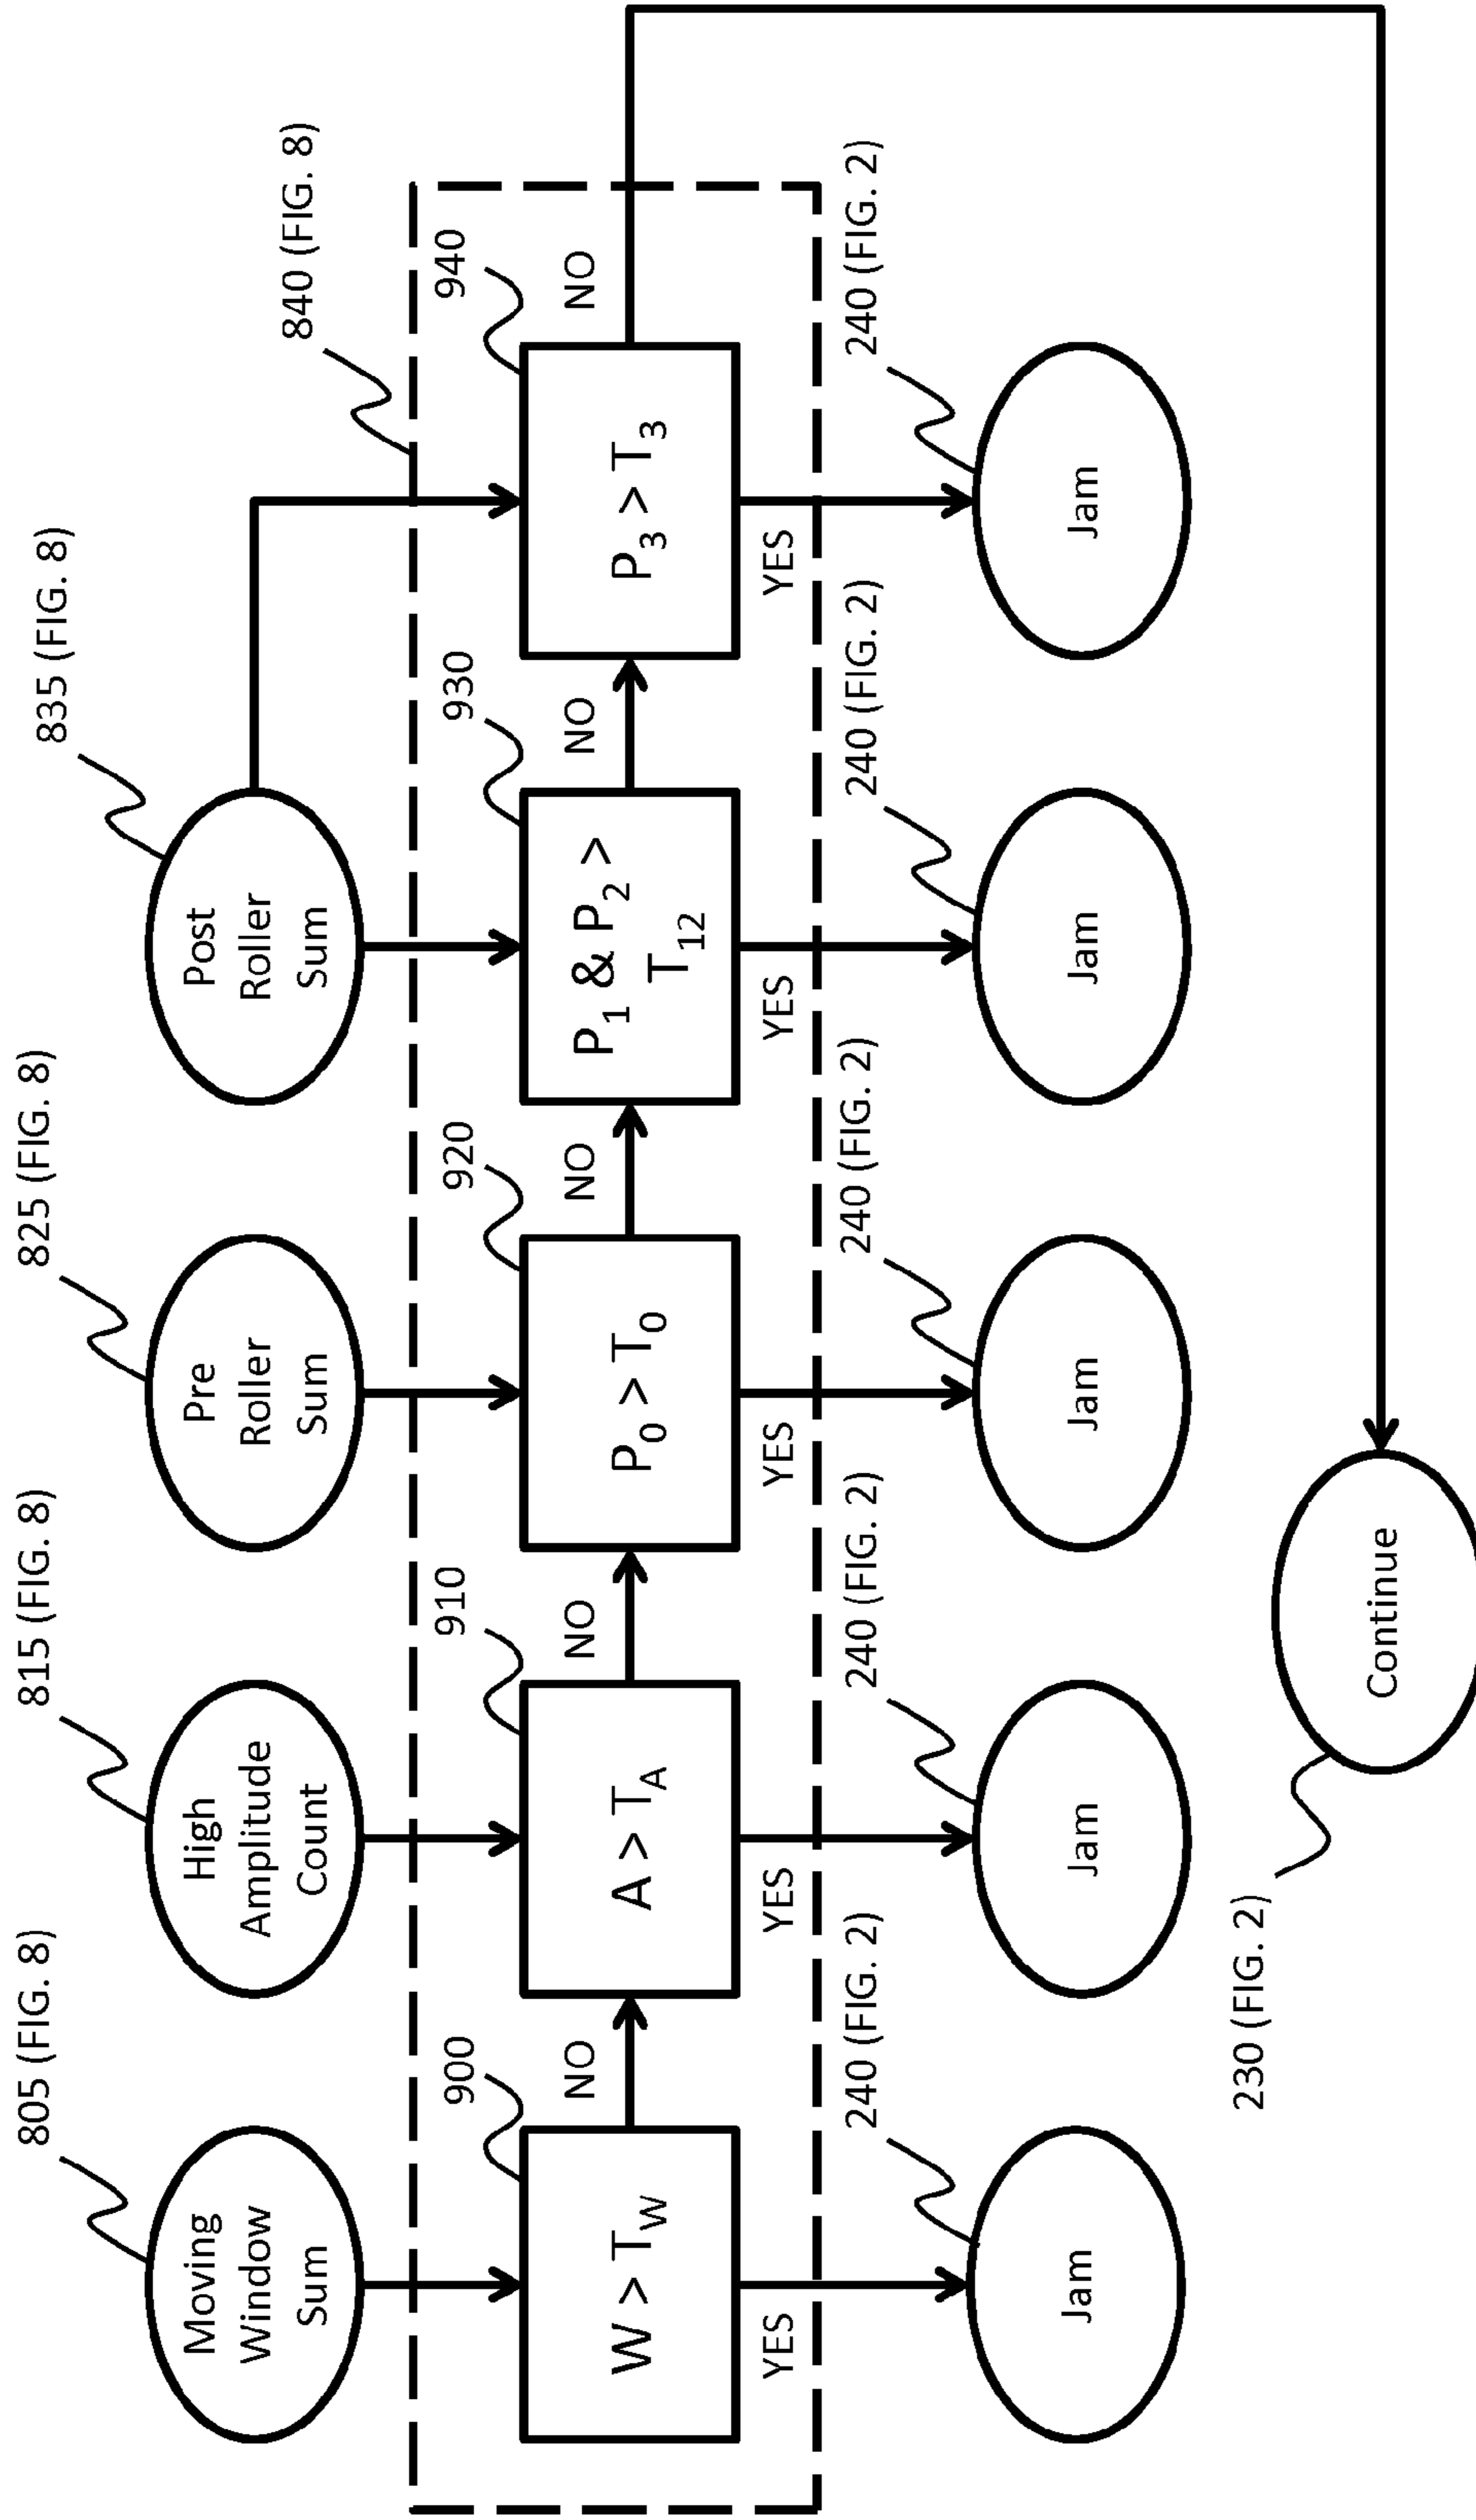 805 (FIG. 8)
815 (FIG. 8)
825 (FIG. 8)
835 (FIG. 8)
840 (FIG. 8)
Moving
Window
Sum
High
Amplitude
Count
Pre
Roller
Sum
Post
Roller
Sum
900
910
920
930
940
W > T_W
NO
A > T_A
NO
P_0 > T_0
NO
P_1 & P_2 >
T_12
NO
P_3 > T_3
NO
YES
YES
YES
YES
YES
240 (FIG. 2)
240 (FIG. 2)
240 (FIG. 2)
240 (FIG. 2)
240 (FIG. 2)
Jam
Jam
Jam
Jam
Jam
230 (FIG. 2)
Continue